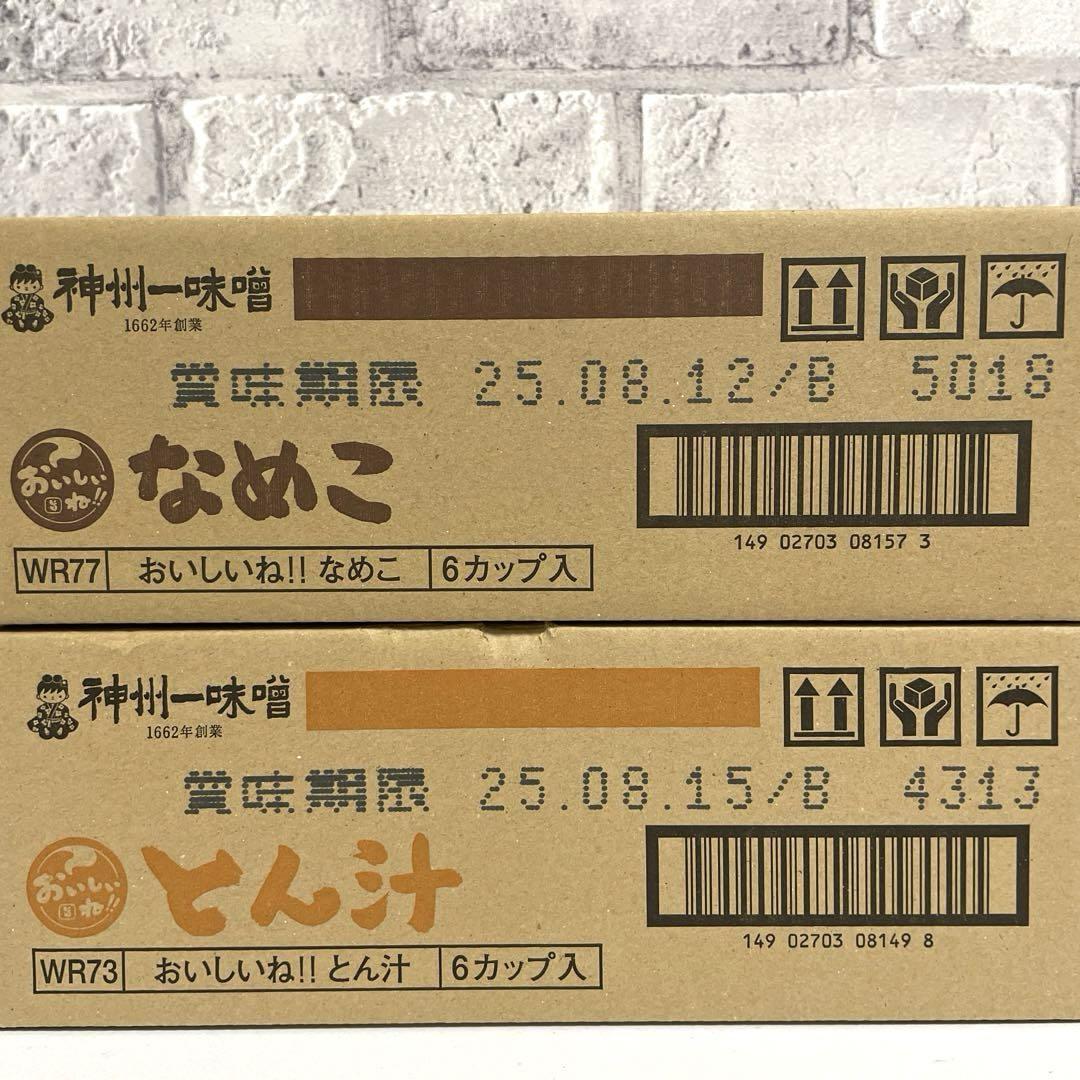 神州一味噌
1662年創業
賞味期限 25.08.12/B 5018
おいしいね!!
なめこ
149 02703 08157 3
WR77 おいしいね!! なめこ 6カップ入
神州一味噌
1662年創業
賞味期限 25.08.15/B 4313
おいしいね!!
とん汁
149 02703 08149 8
WR73 おいしいね!! とん汁 6カップ入